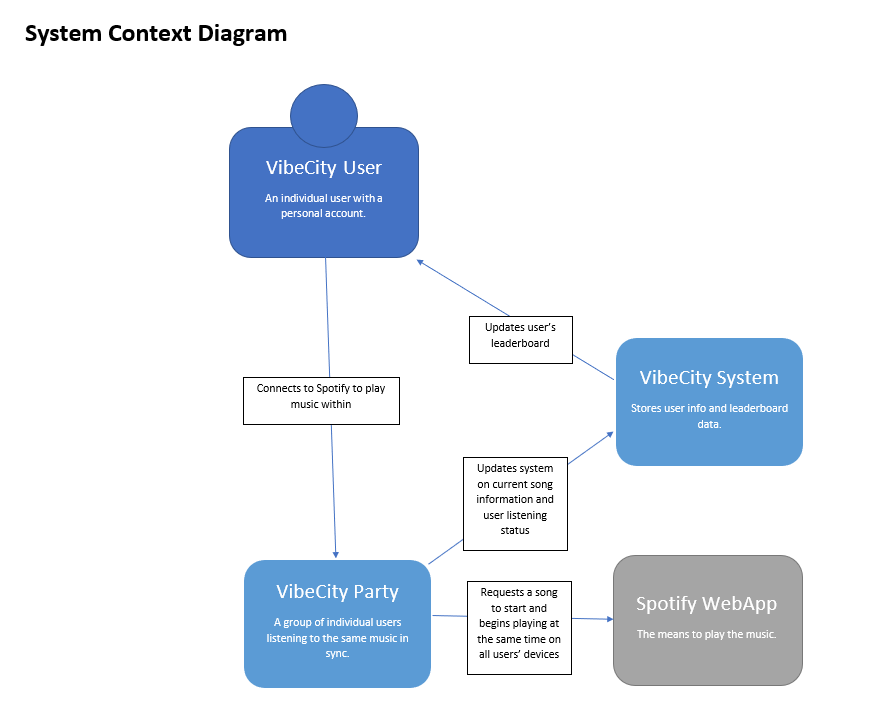 System Context Diagram
VibeCity User
An individual user with a
personal account.
Updates user's
leaderboard
VibeCity System
Stores user info and leaderboard
data.
Connects to Spotify to play
music within
Updates system
on current song
information and
user listening
status
VibeCity Party
A group of individual users
listening to the same music in
sync.
Requests a song
to start and
begins playing at
the same time on
all users’ devices
Spotify WebApp
The means to play the music.